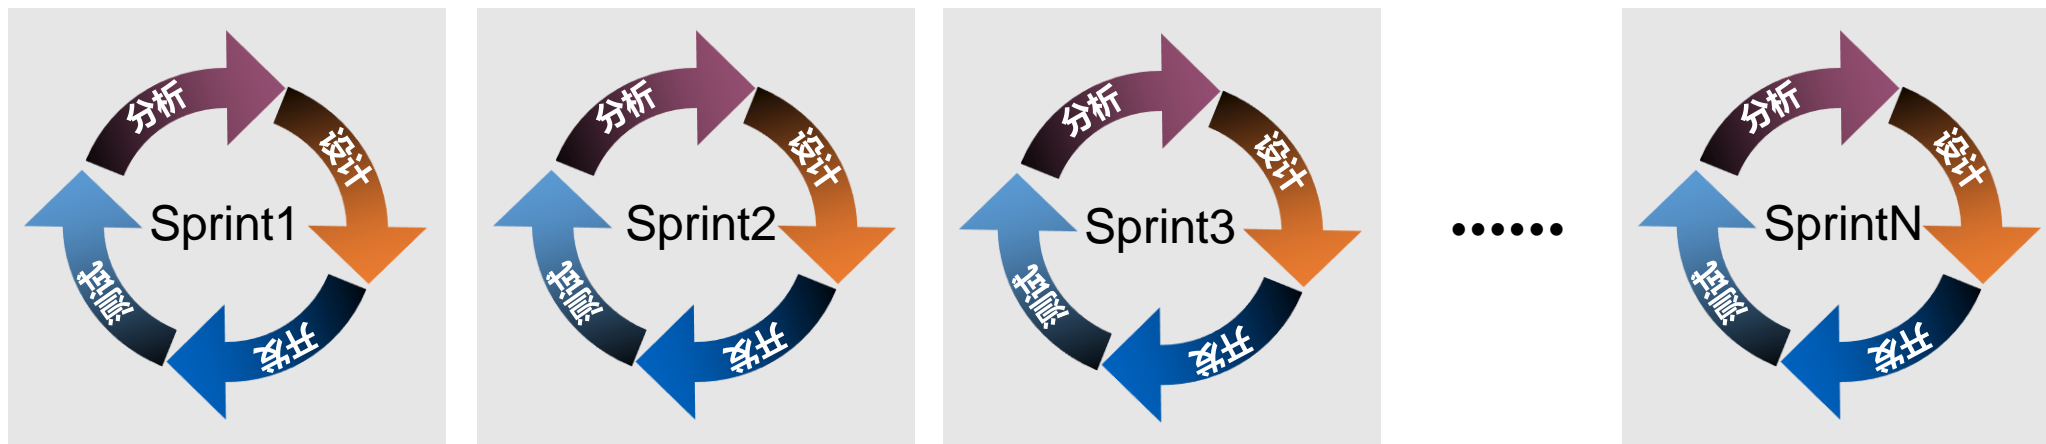 分析
设计
Sprint1
测试
开发
分析
设计
Sprint2
测试
开发
分析
设计
Sprint3
测试
开发
......
分析
设计
SprintN
测试
开发